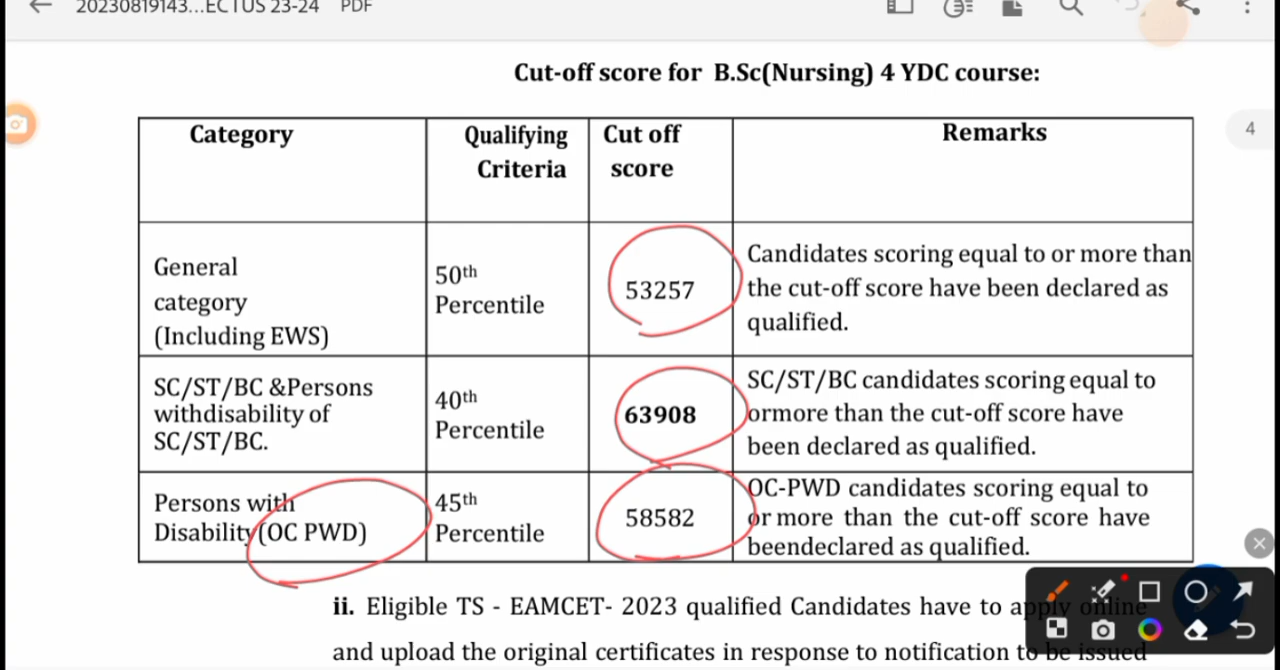 20230819143...ECTUS 23-24 PDF
Cut-off score for B.Sc(Nursing) 4 YDC course:
Category
Qualifying
Criteria
Cut off
score
Remarks
4
General
category
(Including EWS)
50th
Percentile
53257
Candidates scoring equal to or more than
the cut-off score have been declared as
qualified.
SC/ST/BC &Persons
withdisability of
SC/ST/BC.
40th
Percentile
63908
SC/ST/BC candidates scoring equal to
ormore than the cut-off score have
been declared as qualified.
Persons with
Disability(OC PWD)
45th
Percentile
58582
OC-PWD candidates scoring equal to
or more than the cut-off score have
beendeclared as qualified.
ii. Eligible TS - EAMCET- 2023 qualified Candidates have to apply online
and upload the original certificates in response to notification to be issued